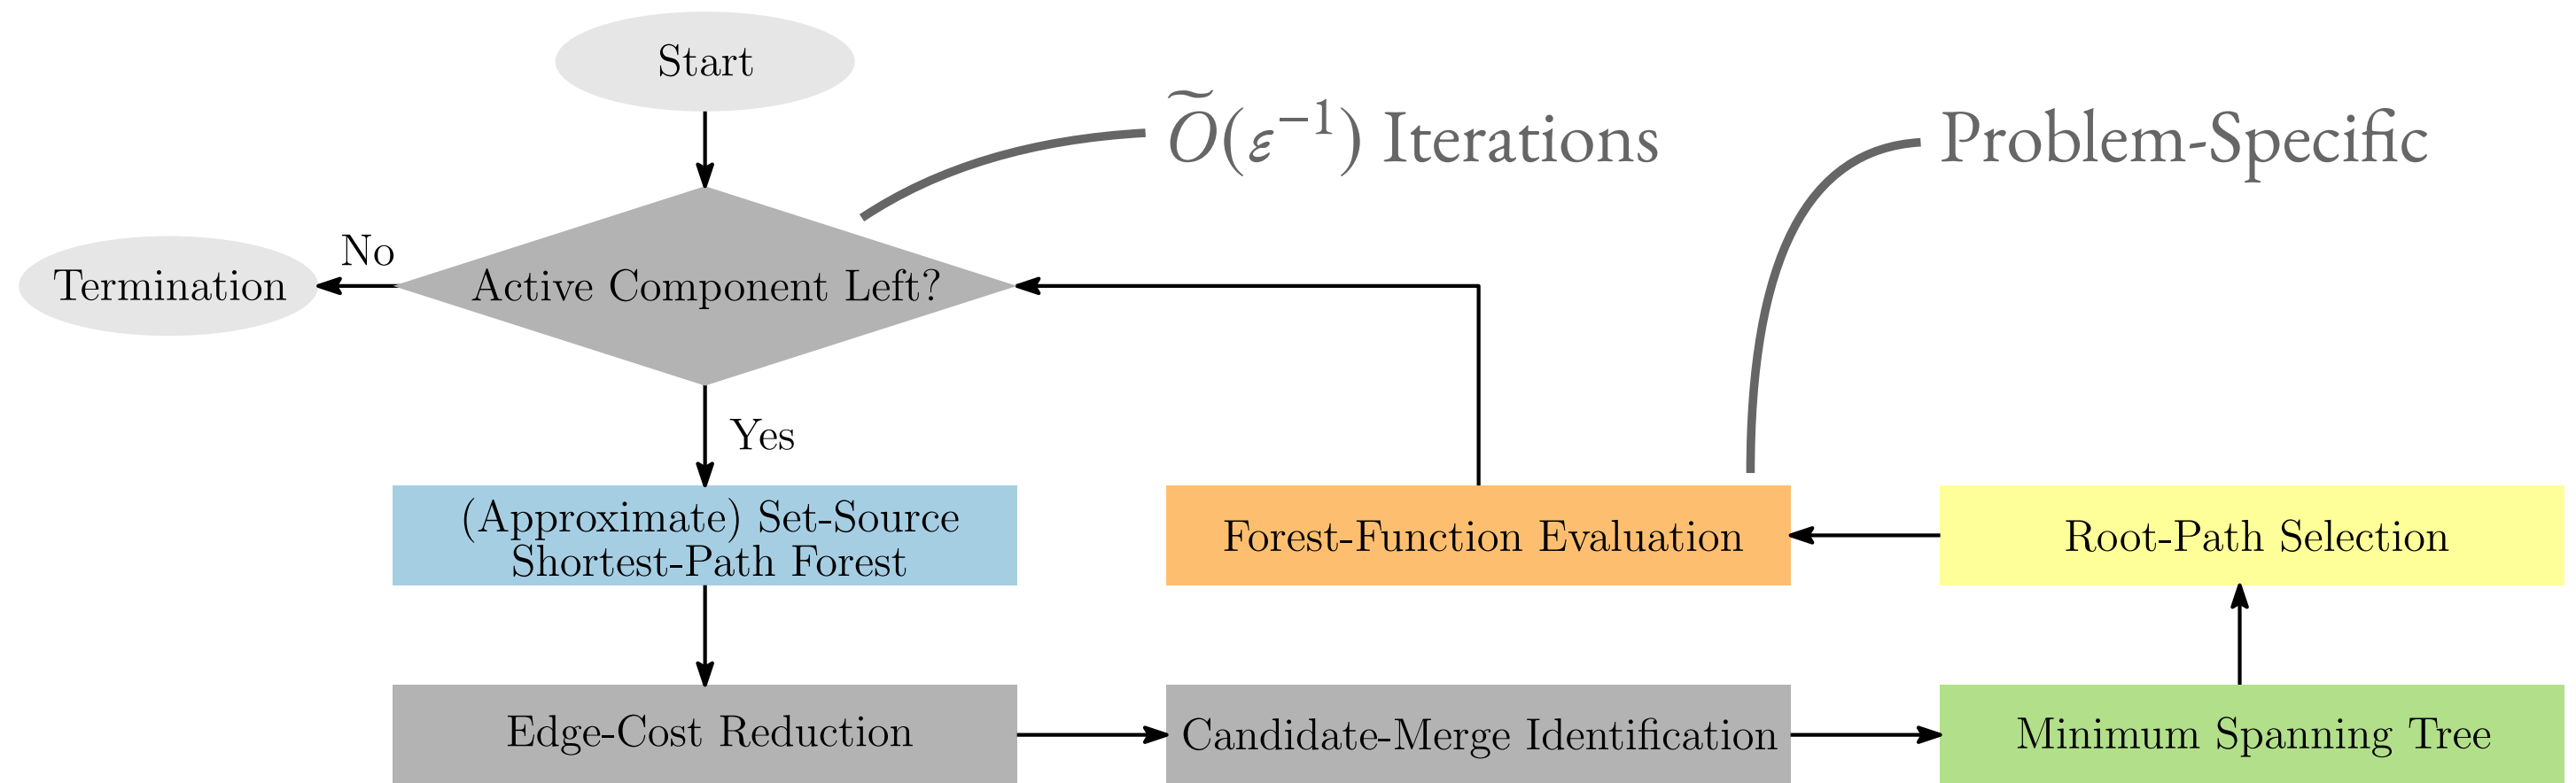 Start
Õ(ε⁻¹) Iterations
Problem-Specific
No
Termination
Active Component Left?
Yes
(Approximate) Set-Source
Shortest-Path Forest
Forest-Function Evaluation
Root-Path Selection
Edge-Cost Reduction
Candidate-Merge Identification
Minimum Spanning Tree